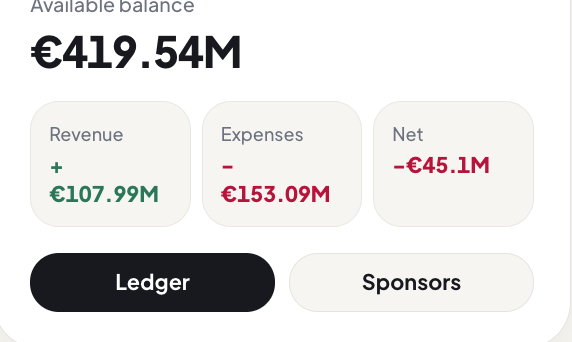 Available balance
€419.54M
Revenue
+
€107.99M
Expenses
−
€153.09M
Net
−€45.1M
Ledger
Sponsors